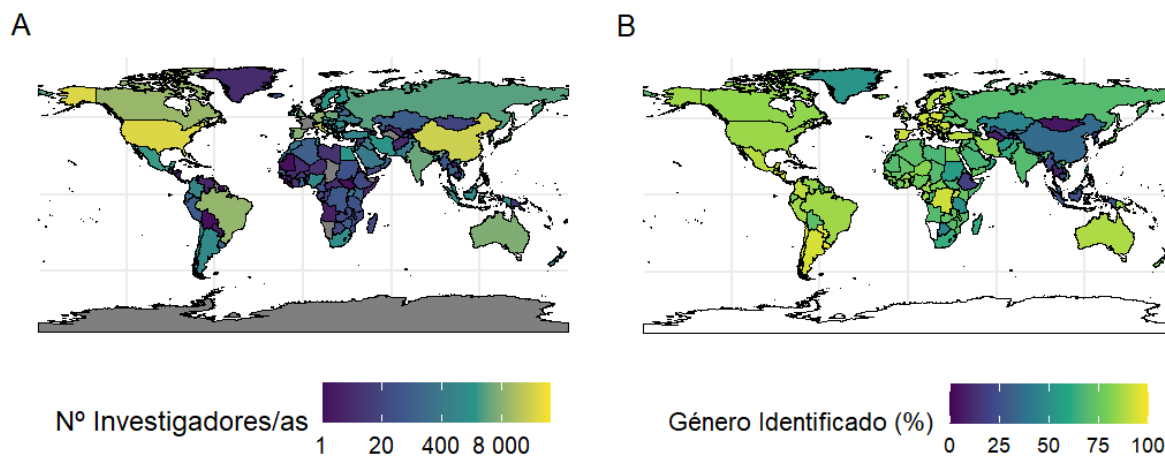 A
B
Nº Investigadores/as
1 20 400 8 000
Género Identificado (%)
0 25 50 75 100